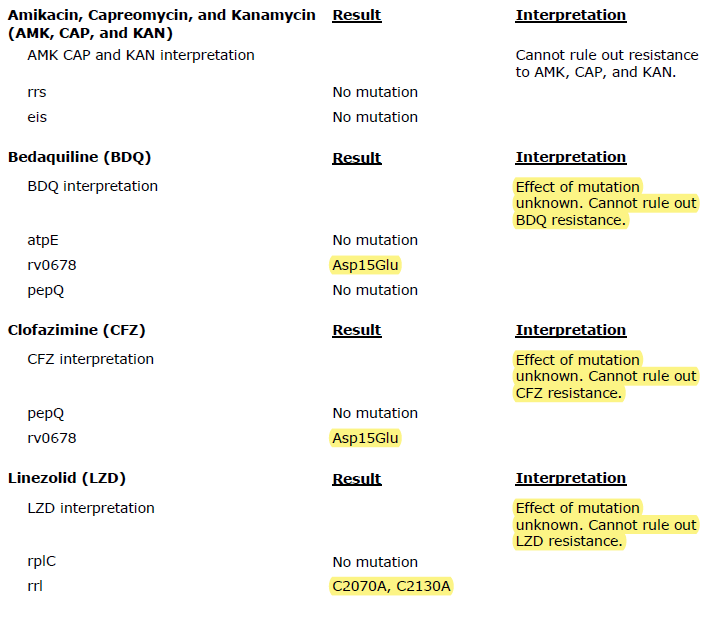 Amikacin, Capreomycin, and Kanamycin Result Interpretation
(AMK, CAP, and KAN)
AMK CAP and KAN interpretation Cannot rule out resistance
to AMK, CAP, and KAN.
rrs No mutation
eis No mutation
Bedaquiline (BDQ) Result Interpretation
BDQ interpretation Effect of mutation
unknown. Cannot rule out
BDQ resistance.
atpE No mutation
rv0678 Asp15Glu
pepQ No mutation
Clofazimine (CFZ) Result Interpretation
CFZ interpretation Effect of mutation
unknown. Cannot rule out
CFZ resistance.
pepQ No mutation
rv0678 Asp15Glu
Linezolid (LZD) Result Interpretation
LZD interpretation Effect of mutation
unknown. Cannot rule out
LZD resistance.
rplC No mutation
rrl C2070A, C2130A